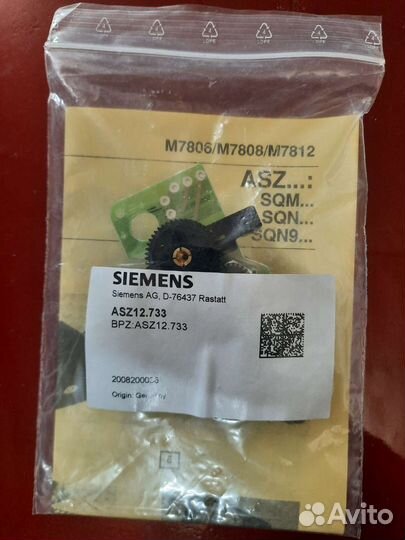 M7806/M7808/M7812
ASZ...:
SQM...
SQN...
SQN9...
SIEMENS
Siemens AG, D-76437 Rastatt
ASZ12.733
BPZ:ASZ12.733
Origin: Germany
4
Avito